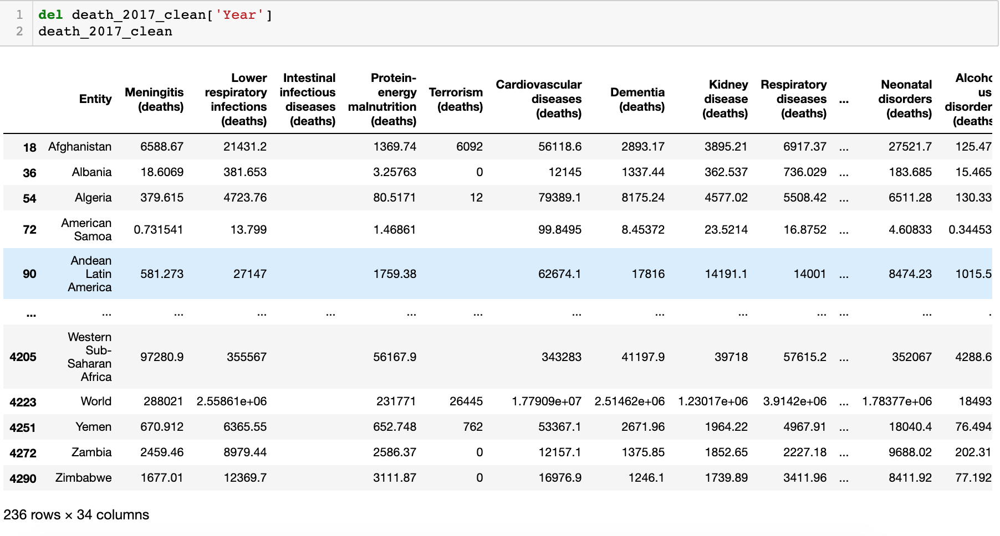 1 del death_2017_clean['Year']
2 death_2017_clean
Entity Meningitis (deaths) Lower respiratory infections (deaths) Intestinal infectious diseases (deaths) Protein-energy malnutrition (deaths) Terrorism (deaths) Cardiovascular diseases (deaths) Dementia (deaths) Kidney disease (deaths) Respiratory diseases (deaths) ... Neonatal disorders (deaths) Alcoho us disorder (deaths
18 Afghanistan 6588.67 21431.2 1369.74 6092 56118.6 2893.17 3895.21 6917.37 ... 27521.7 125.47
36 Albania 18.6069 381.653 3.25763 0 12145 1337.44 362.537 736.029 ... 183.685 15.465
54 Algeria 379.615 4723.76 80.5171 12 79389.1 8175.24 4577.02 5508.42 ... 6511.28 130.33
72 American Samoa 0.731541 13.799 1.46861 99.8495 8.45372 23.5214 16.8752 ... 4.60833 0.34453
90 Andean Latin America 581.273 27147 1759.38 62674.1 17816 14191.1 14001 ... 8474.23 1015.5
... ... ... ... ... ... ... ... ... ... ... ... ... .
4205 Western Sub-Saharan Africa 97280.9 355567 56167.9 343283 41197.9 39718 57615.2 ... 352067 4288.6
4223 World 288021 2.55861e+06 231771 26445 1.77909e+07 2.51462e+06 1.23017e+06 3.9142e+06 ... 1.78377e+06 18493
4251 Yemen 670.912 6365.55 652.748 762 53367.1 2671.96 1964.22 4967.91 ... 18040.4 76.494
4272 Zambia 2459.46 8979.44 2586.37 0 12157.1 1375.85 1852.65 2227.18 ... 9688.02 202.31
4290 Zimbabwe 1677.01 12369.7 3111.87 0 16976.9 1246.1 1739.89 3411.96 ... 8411.92 77.192
236 rows × 34 columns